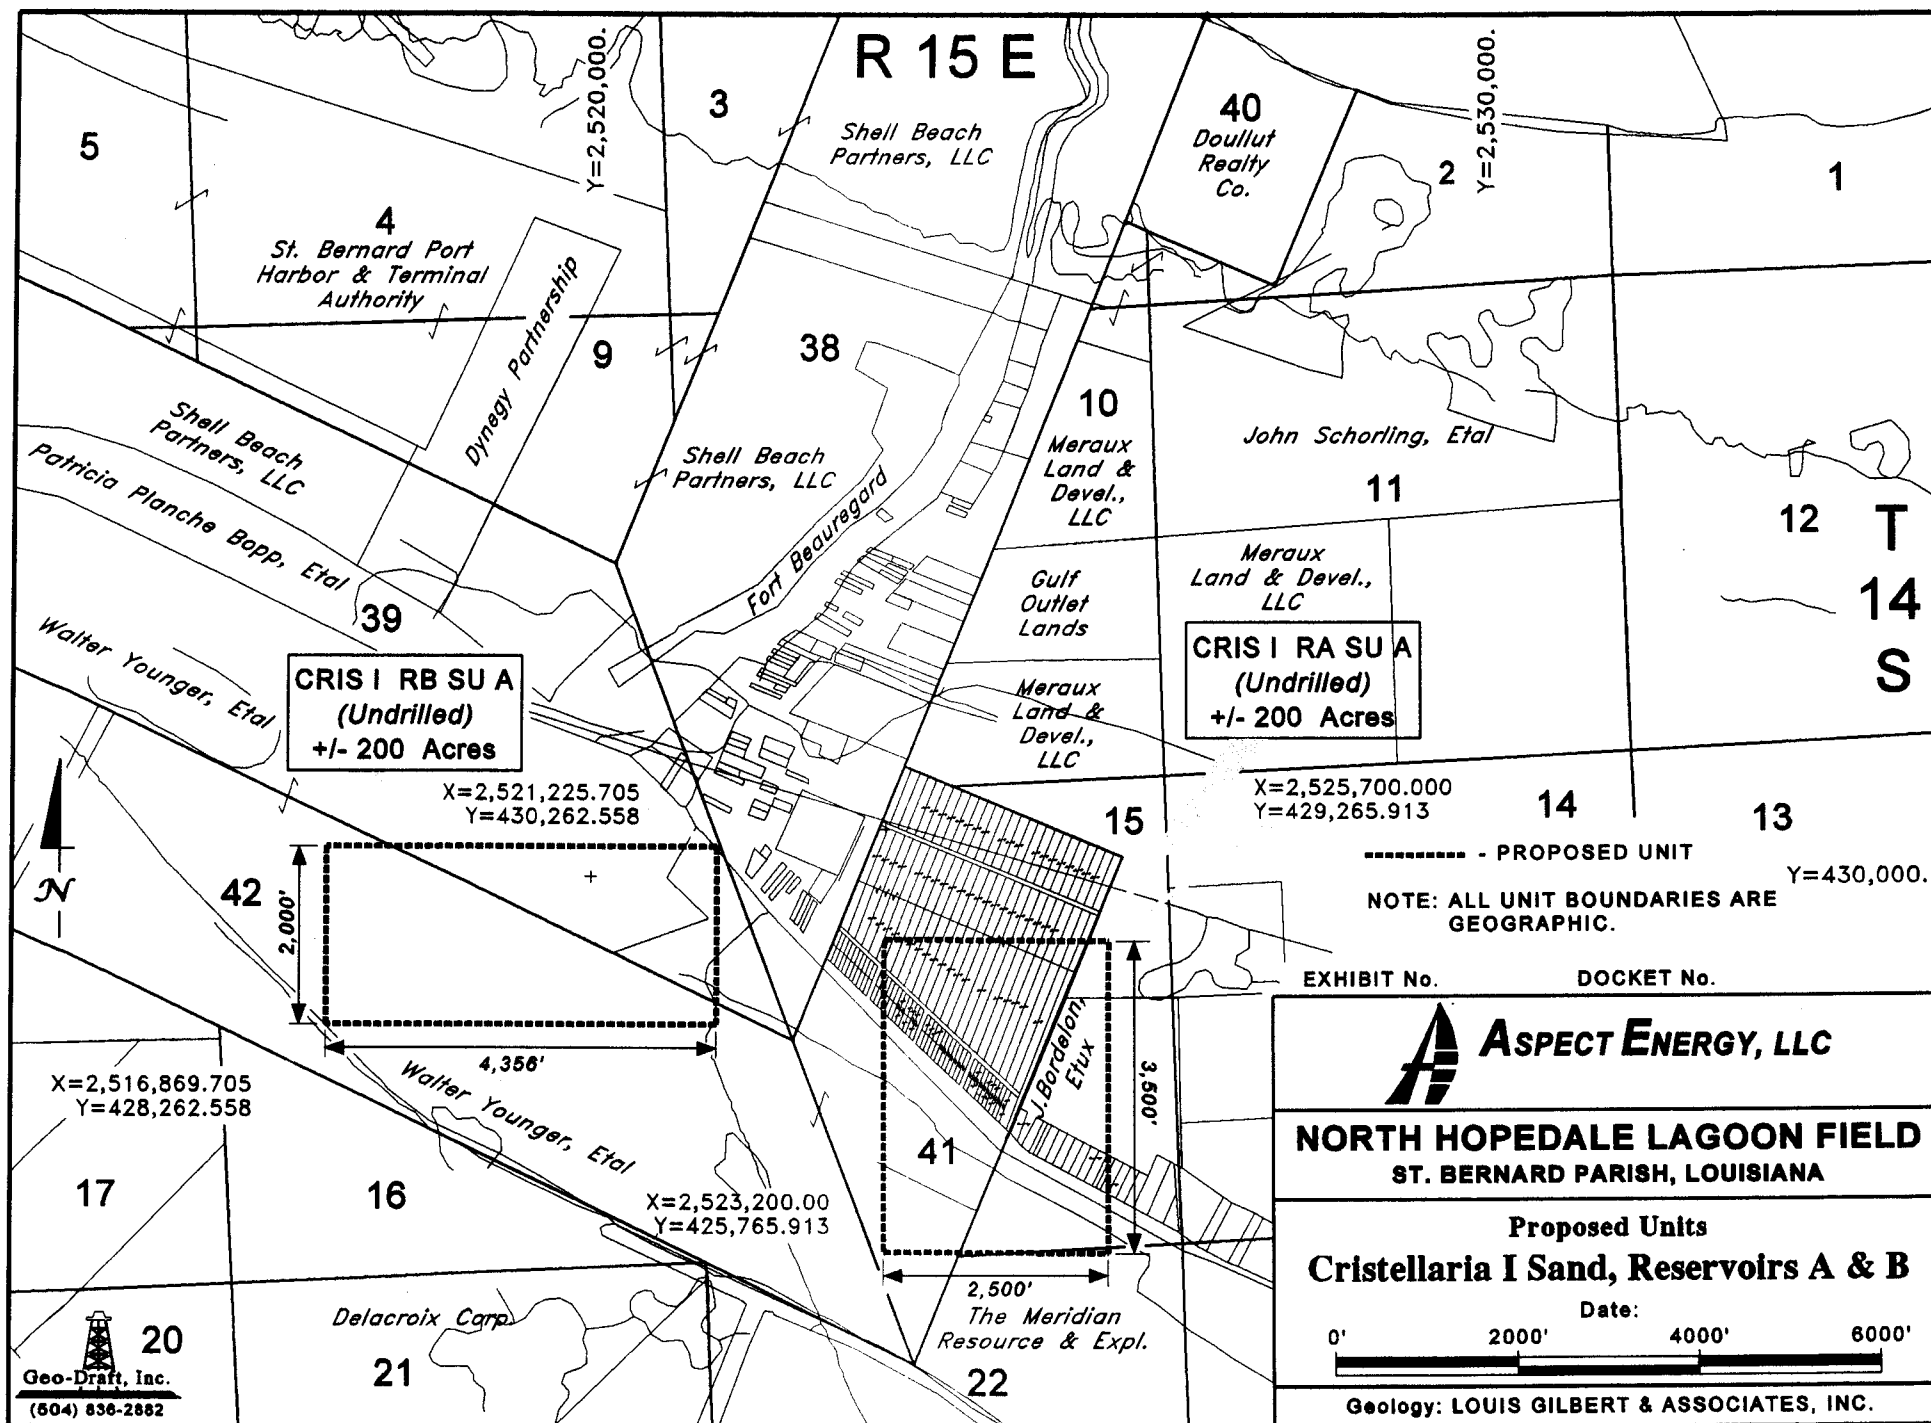 R 15 E
Y=2,520,000.
Y=2,530,000.
3
5
4
St. Bernard Port
Harbor & Terminal
Authority
Shell Beach
Partners, LLC
40
Doullut
Realty
Co.
2
1
Dynegy Partnership
9
38
10
Meraux
Land &
Devel.,
LLC
John Schorling, Etal
11
12
T
14
S
Shell Beach
Partners, LLC
Patricia Planche Bopp, Etal
Shell Beach
Partners, LLC
Fort Beauregard
Gulf
Outlet
Lands
Meraux
Land & Devel.,
LLC
39
Walter Younger, Etal
CRIS I RB SU A
(Undrilled)
+/- 200 Acres
CRIS I RA SU A
(Undrilled)
+/- 200 Acres
Meraux
Land &
Devel.,
LLC
X=2,521,225.705
Y=430,262.558
X=2,525,700.000
Y=429,265.913
15
14
13
- PROPOSED UNIT
Y=430,000.
NOTE: ALL UNIT BOUNDARIES ARE
GEOGRAPHIC.
N
42
2,000'
4,356'
EXHIBIT No.
DOCKET No.
J.Bordelon,
Etux
3,500'
X=2,516,869.705
Y=428,262.558
Walter Younger, Etal
41
17
16
X=2,523,200.00
Y=425,765.913
2,500'
The Meridian
Resource & Expl.
Delacroix Corp.
20
21
22
Geo-Draft, Inc.
(504) 836-2882
ASPECT ENERGY, LLC
NORTH HOPEDALE LAGOON FIELD
ST. BERNARD PARISH, LOUISIANA
Proposed Units
Cristellaria I Sand, Reservoirs A & B
Date:
0' 2000' 4000' 6000'
Geology: LOUIS GILBERT & ASSOCIATES, INC.